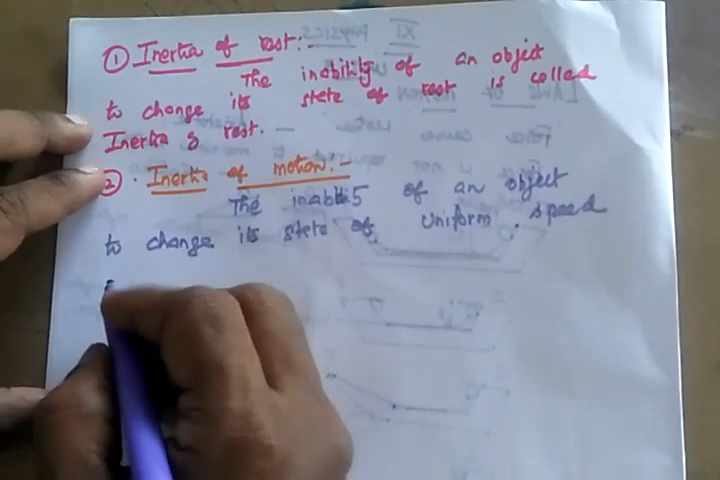 ① Inertia of rest:-
The inability of an object
to change its state of rest is called
Inertia of rest.
② . Inertia of motion:-
The inability of an object
to change its state of uniform . speed